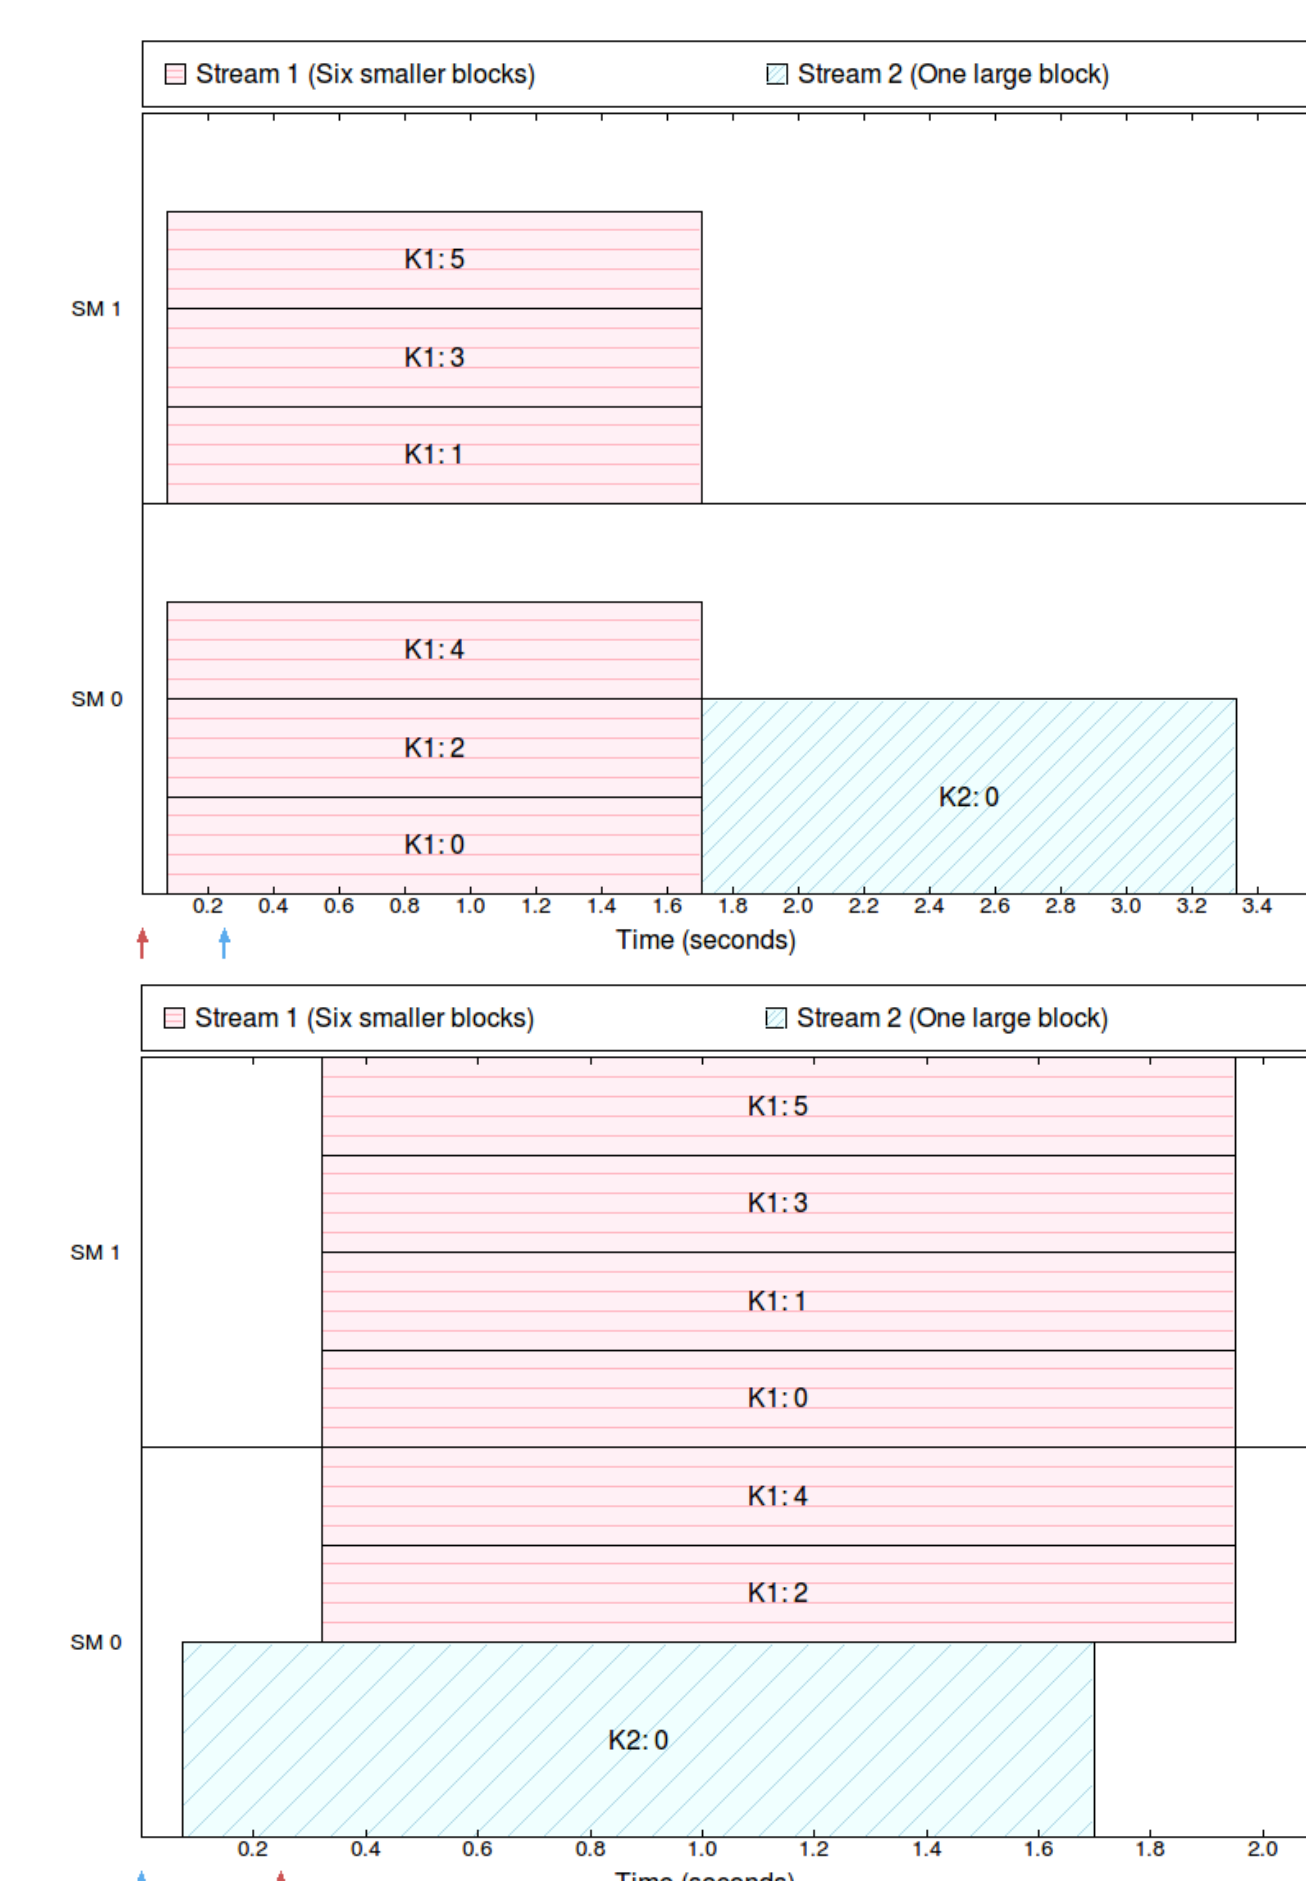 Stream 1 (Six smaller blocks) Stream 2 (One large block)
K1: 5
SM 1
K1: 3
K1: 1
K1: 4
SM 0
K1: 2
K2: 0
K1: 0
0.2 0.4 0.6 0.8 1.0 1.2 1.4 1.6 1.8 2.0 2.2 2.4 2.6 2.8 3.0 3.2 3.4
Time (seconds)
Stream 1 (Six smaller blocks) Stream 2 (One large block)
K1: 5
K1: 3
SM 1
K1: 1
K1: 0
K1: 4
K1: 2
SM 0
K2: 0
0.2 0.4 0.6 0.8 1.0 1.2 1.4 1.6 1.8 2.0
Time (seconds)